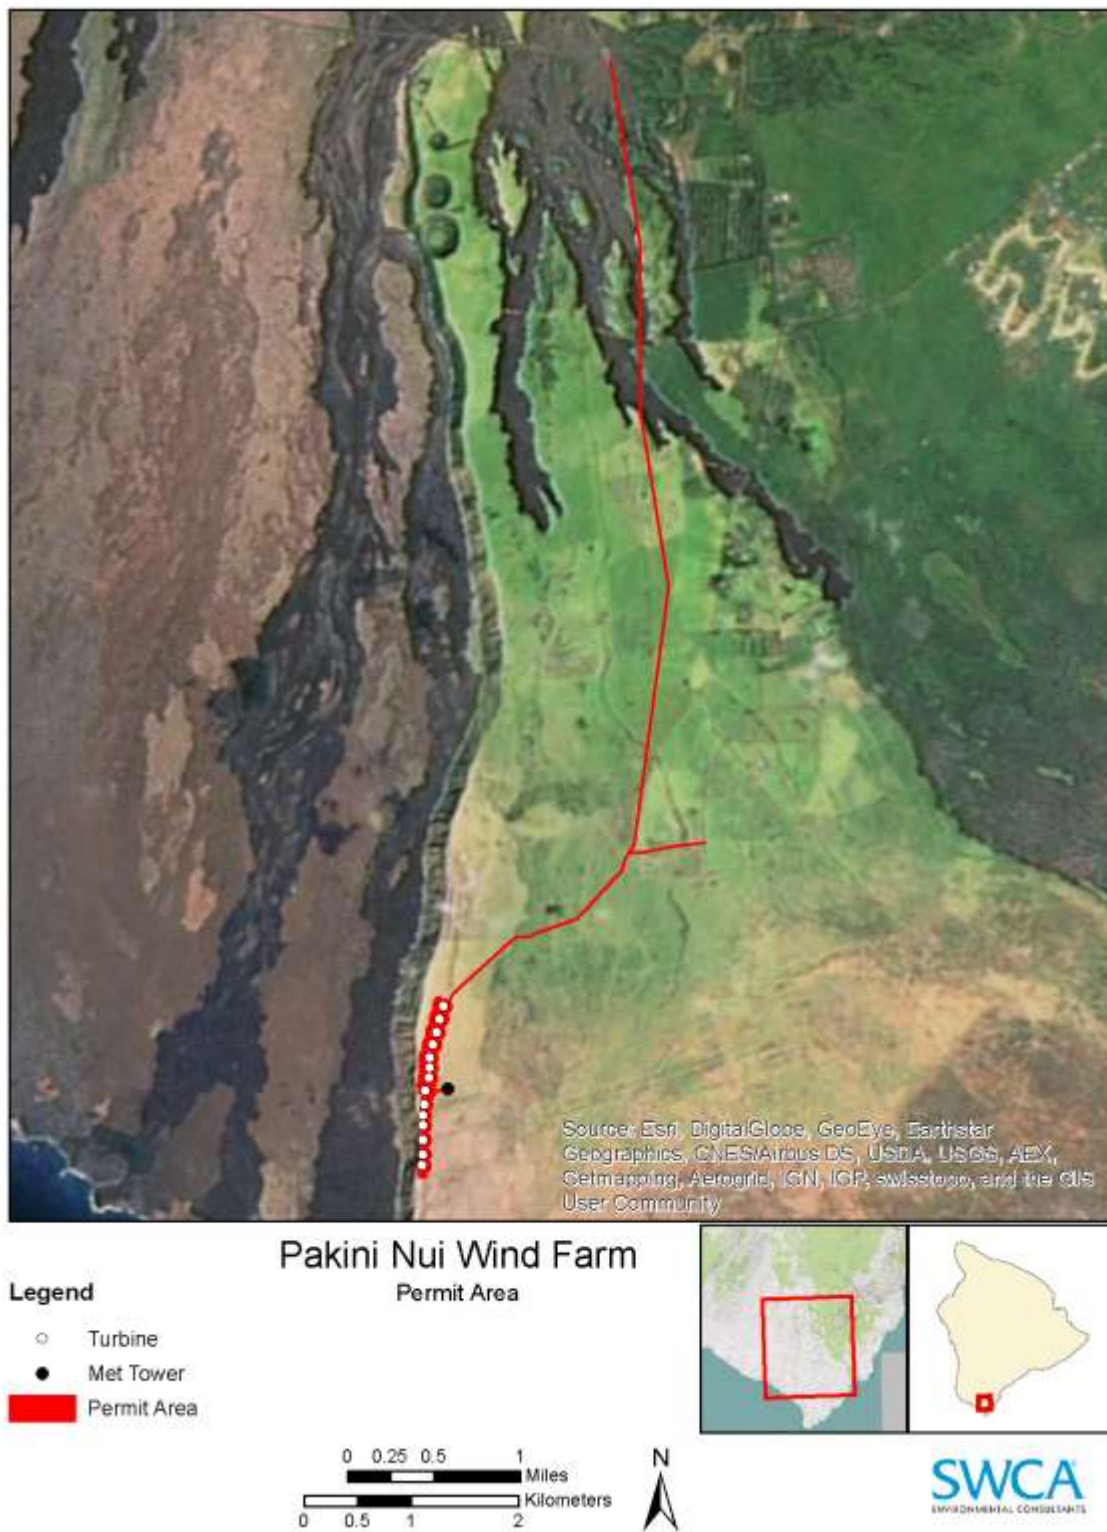 Source: Esri, DigitalGlobe, GeoEye, Earthstar
Geographics, CNES/Airbus DS, USDA, USGS, AEX,
Getmapping, Aerogrid, IGN, IGP, swisstopo, and the GIS
User Community
Pakini Nui Wind Farm
Permit Area
Legend
Turbine
Met Tower
Permit Area
0 0.25 0.5 1
Miles
Kilometers
0 0.5 1 2
N
SWCA
ENVIRONMENTAL CONSULTANTS